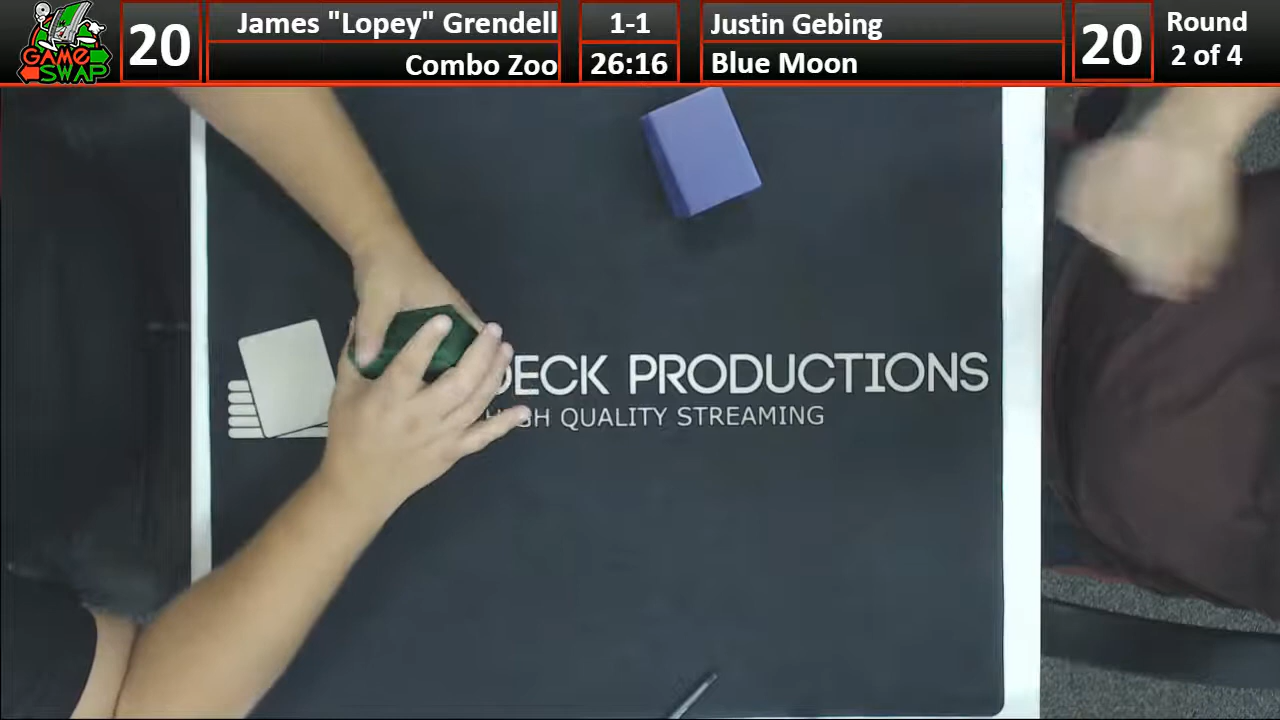 GAME
SWAP
20
James "Lopey" Grendell
Combo Zoo
1-1
26:16
Justin Gebing
Blue Moon
20
Round
2 of 4
DECK PRODUCTIONS
HIGH QUALITY STREAMING